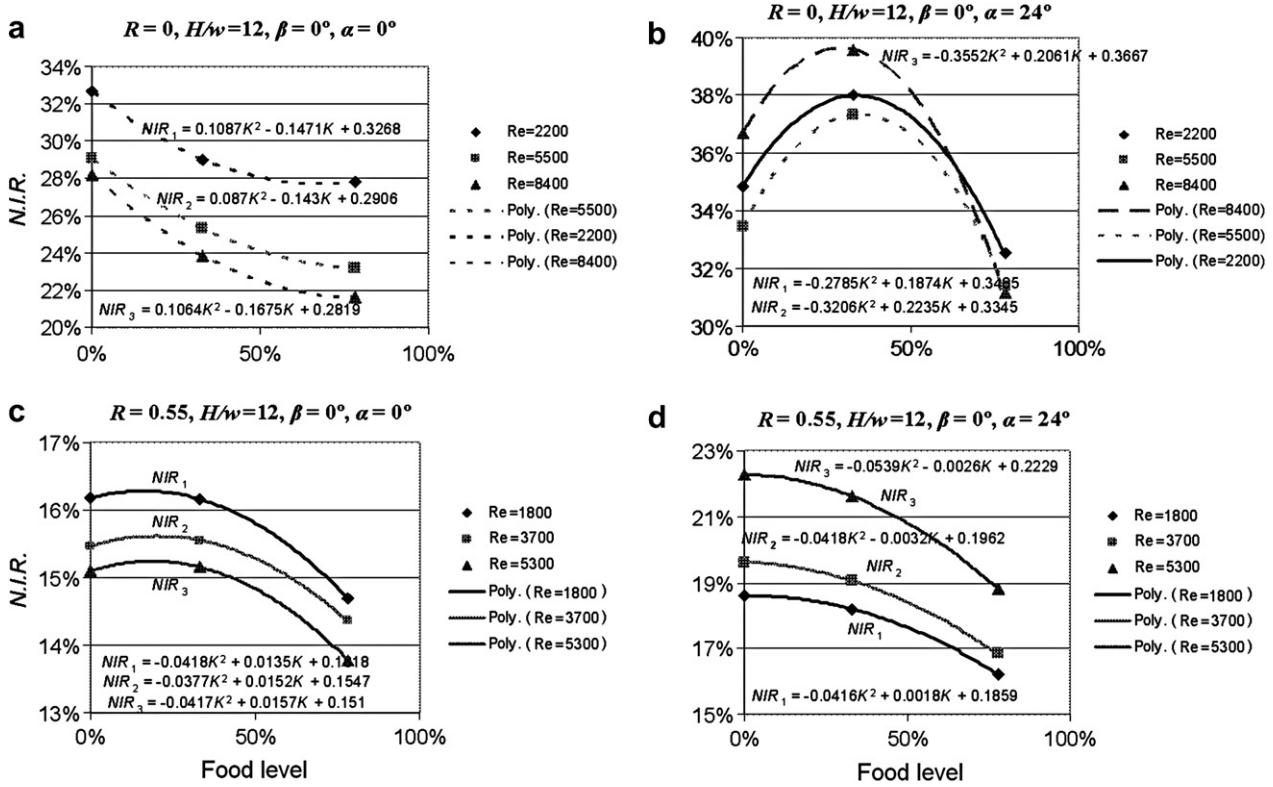 a
R = 0, H/w=12, β = 0º, α = 0º
N.I.R.
34%
32%
30%
28%
26%
24%
22%
20%
0%
50%
100%
NIR1 = 0.1087K² - 0.1471K + 0.3268
NIR2 = 0.087K² - 0.143K + 0.2906
NIR3 = 0.1064K² - 0.1675K + 0.2819
Re=2200
Re=5500
Re=8400
Poly. (Re=5500)
Poly. (Re=2200)
Poly. (Re=8400)
b
R = 0, H/w=12, β = 0º, α = 24º
40%
38%
36%
34%
32%
30%
0%
50%
100%
NIR3 = -0.3552K² + 0.2061K + 0.3667
NIR1 = -0.2785K² + 0.1874K +
NIR2 = -0.3206K² + 0.2235K + 0.3345
Re=2200
Re=5500
Re=8400
Poly. (Re=8400)
Poly. (Re=5500)
Poly. (Re=2200)
c
R = 0.55, H/w=12, β = 0º, α = 0º
N.I.R.
17%
16%
15%
14%
13%
0%
50%
100%
Food level
NIR1
NIR2
NIR3
NIR1 = -0.0418K² + 0.0135K +
NIR2 = -0.0377K² + 0.0152K + 0.1547
NIR3 = -0.0417K² + 0.0157K + 0.151
Re=1800
Re=3700
Re=5300
Poly. (Re=1800)
Poly. (Re=3700)
Poly. (Re=5300)
d
R = 0.55, H/w=12, β = 0º, α = 24º
23%
21%
19%
17%
15%
0%
50%
100%
Food level
NIR3 = -0.0539K² - 0.0026K + 0.2229
NIR3
NIR2 = -0.0418K² - 0.0032K + 0.1962
NIR2
NIR1
NIR1 = -0.0416K² + 0.0018K + 0.1859
Re=1800
Re=3700
Re=5300
Poly. (Re=1800)
Poly. (Re=3700)
Poly. (Re=5300)